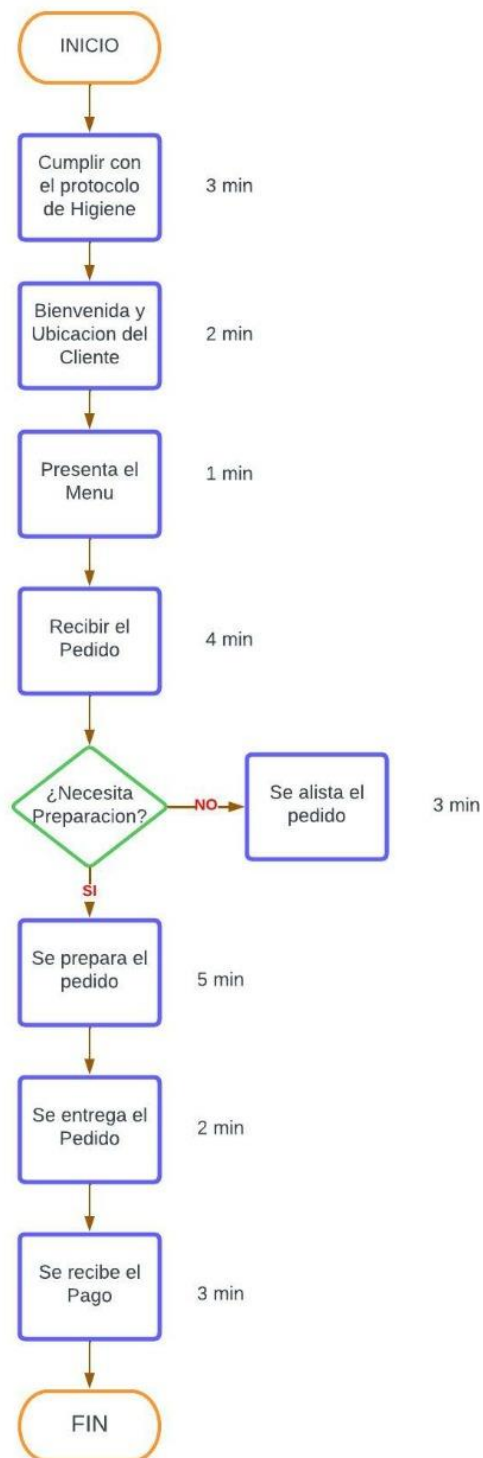 INICIO
Cumplir con
el protocolo
de Higiene
3 min
Bienvenida y
Ubicacion del
Cliente
2 min
Presenta el
Menu
1 min
Recibir el
Pedido
4 min
¿Necesita
Preparacion?
NO
Se alista el
pedido
3 min
SI
Se prepara el
pedido
5 min
Se entrega el
Pedido
2 min
Se recibe el
Pago
3 min
FIN